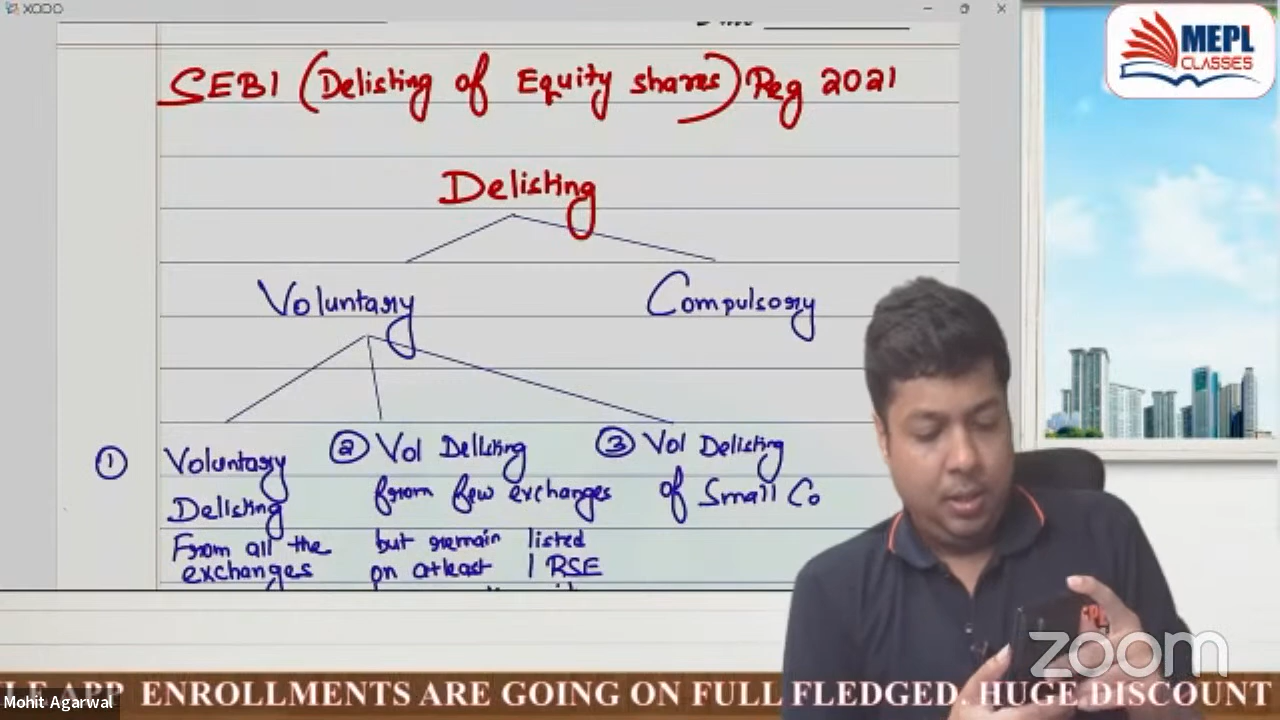 XODO
MEPL
CLASSES
SEBI (Delisting of Equity shares) Reg 2021
Delisting
Voluntary
Compulsory
① Voluntary
Delisting
From all the
exchanges
② Vol Delisting
from few exchanges
but remain listed
on atleast 1 RSE
③ Vol Delisting
of Small Co
zoom
Mohit Agarwal
APP ENROLLMENTS ARE GOING ON FULL FLEDGED. HUGE DISCOUNT